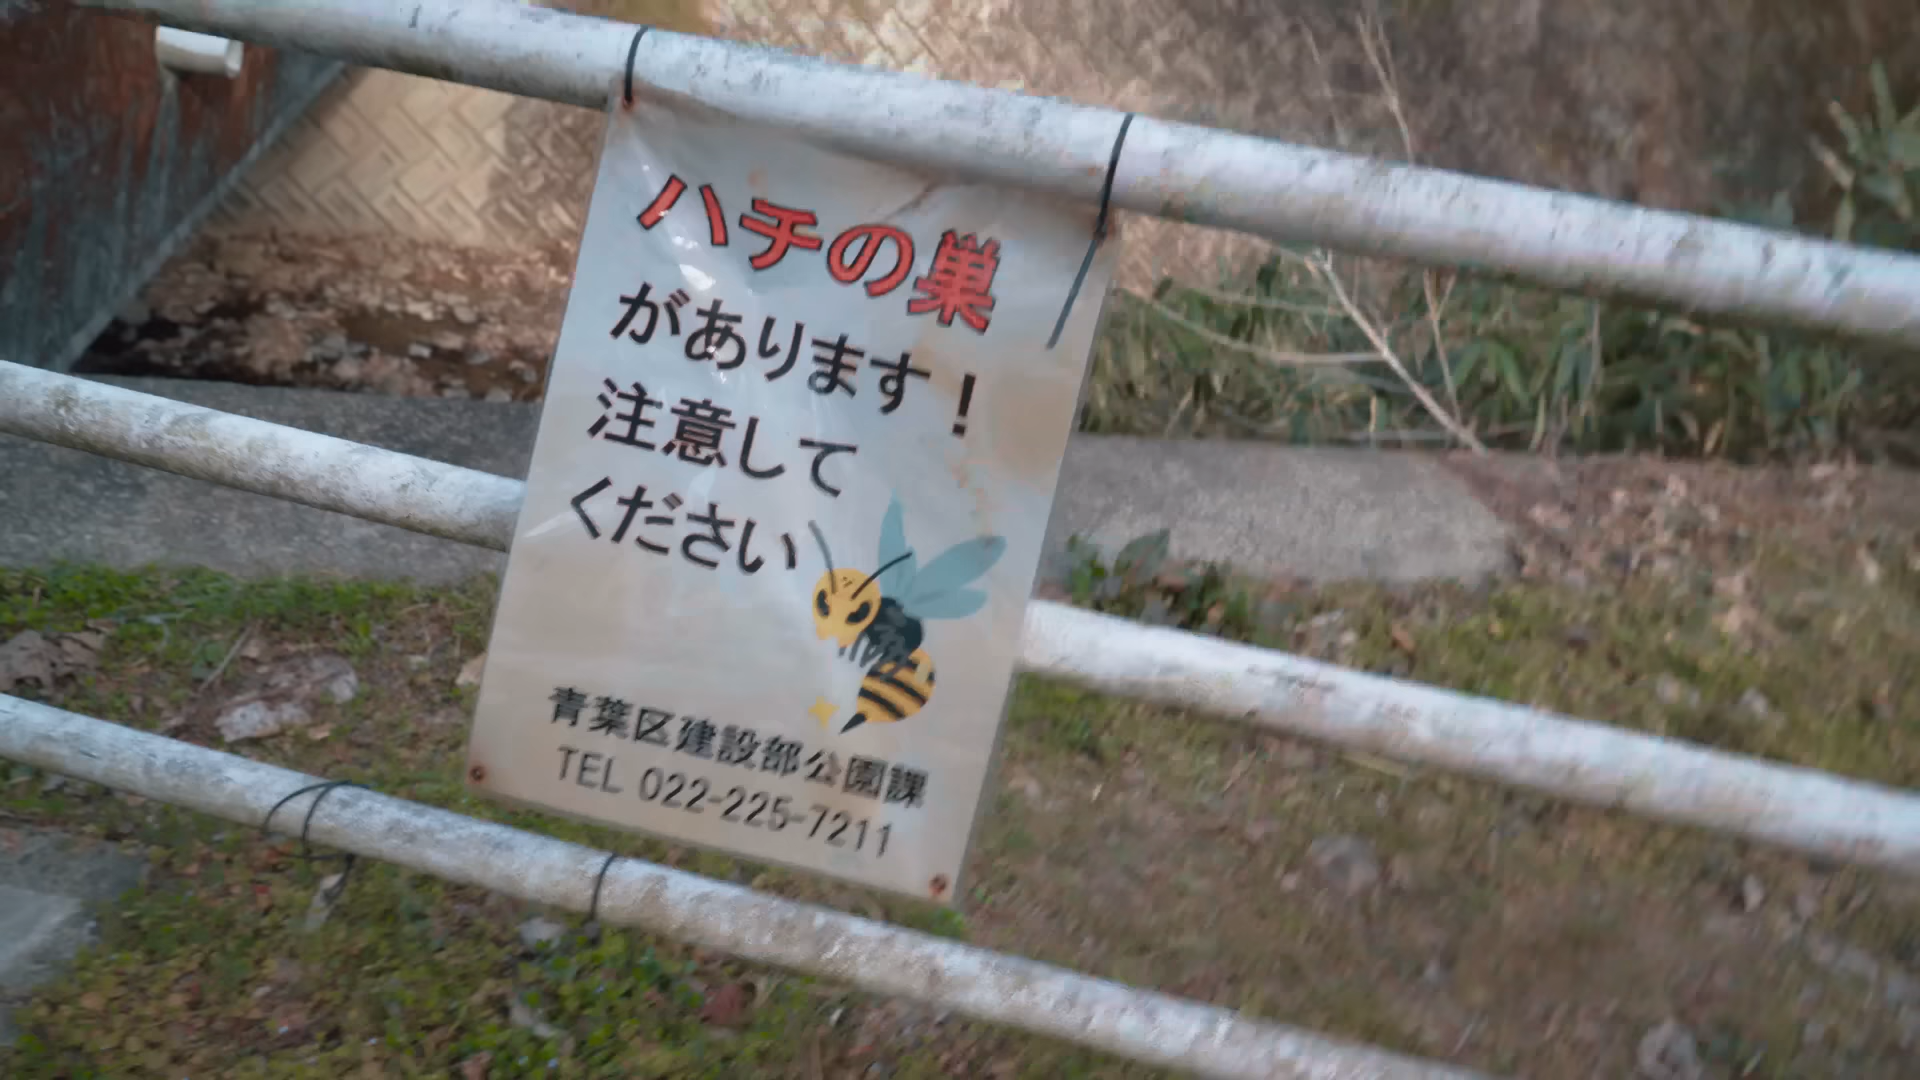 ハチの巣
があります！
注意して
ください
青葉区建設部公園課
TEL 022-225-7211